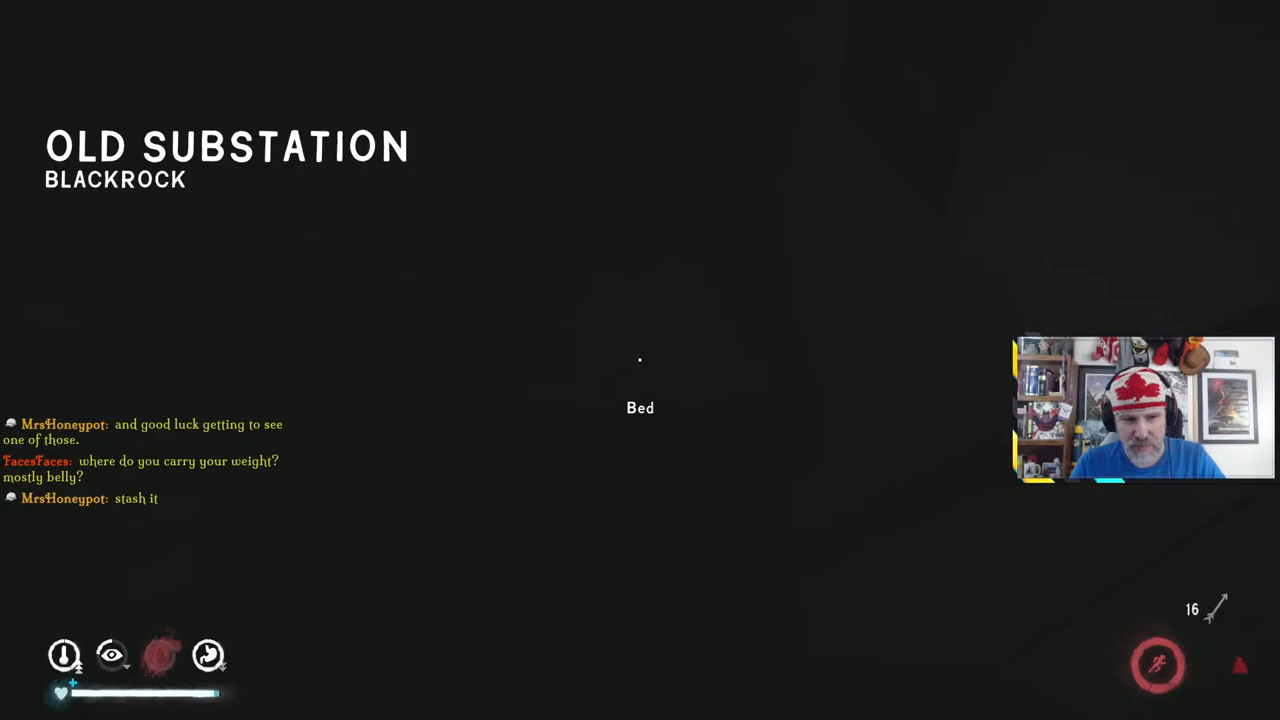 OLD SUBSTATION
BLACKROCK
Bed
MrsHoneypot: and good luck getting to see
one of those.
FacesFaces: where do you carry your weight?
mostly belly?
MrsHoneypot: stash it
16